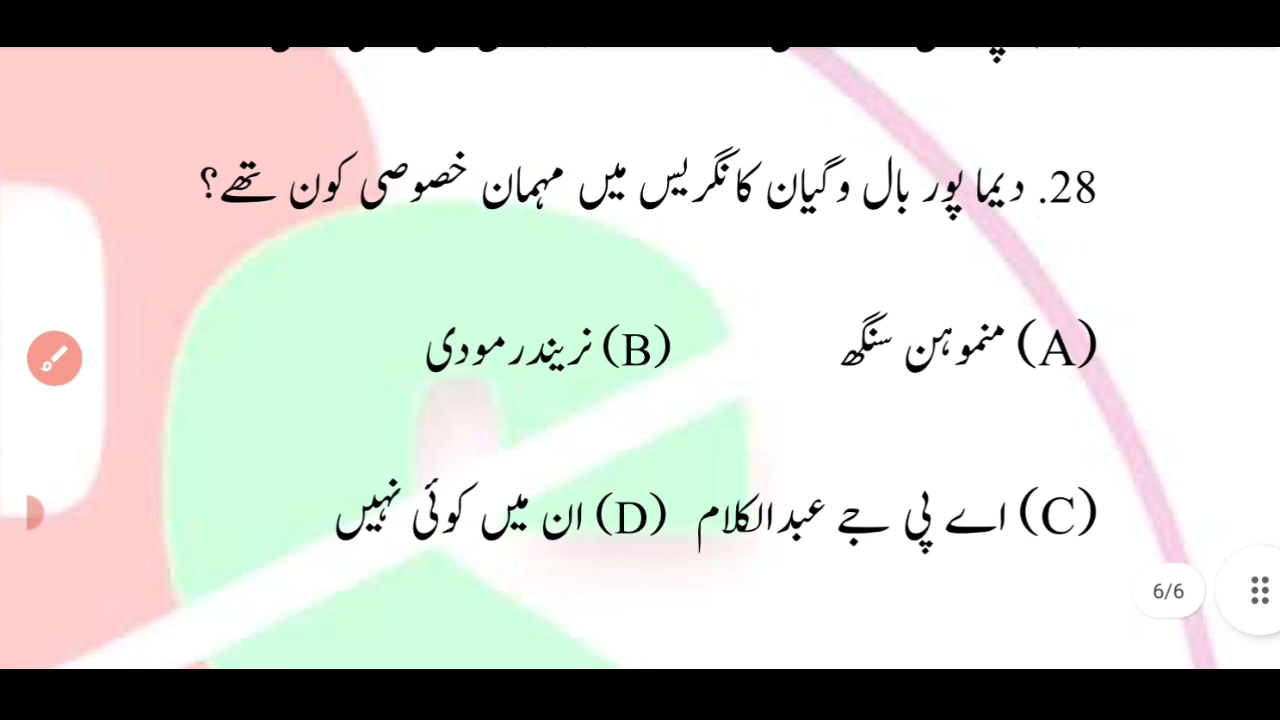 28. دیما پور بال وگیان کانگریس میں مہمان خصوصی کون تھے؟
(A) منموہن سنگھ (B) نریندر مودی
(C) اے پی جے عبدالکلام (D) ان میں کوئی نہیں
6/6